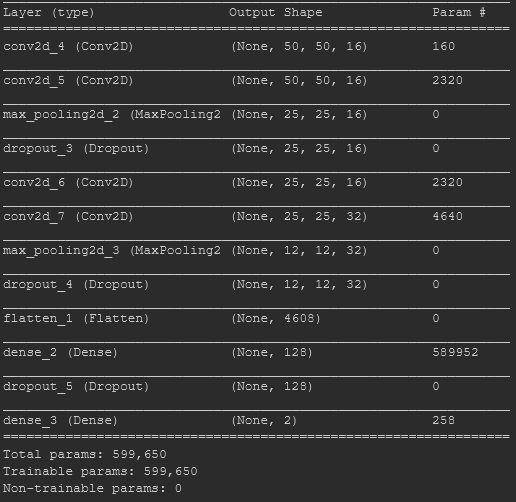 Layer (type) Output Shape Param #
conv2d_4 (Conv2D) (None, 50, 50, 16) 160
conv2d_5 (Conv2D) (None, 50, 50, 16) 2320
max_pooling2d_2 (MaxPooling2 (None, 25, 25, 16) 0
dropout_3 (Dropout) (None, 25, 25, 16) 0
conv2d_6 (Conv2D) (None, 25, 25, 16) 2320
conv2d_7 (Conv2D) (None, 25, 25, 32) 4640
max_pooling2d_3 (MaxPooling2 (None, 12, 12, 32) 0
dropout_4 (Dropout) (None, 12, 12, 32) 0
flatten_1 (Flatten) (None, 4608) 0
dense_2 (Dense) (None, 128) 589952
dropout_5 (Dropout) (None, 128) 0
dense_3 (Dense) (None, 2) 258
Total params: 599,650
Trainable params: 599,650
Non-trainable params: 0